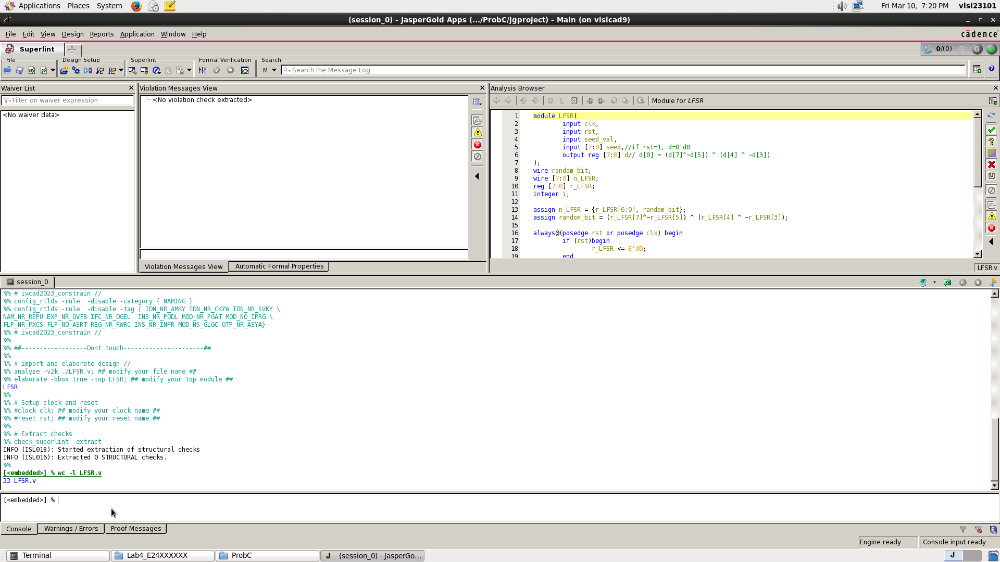 Applications Places System Fri Mar 10, 7:20 PM vlsi23101
(session_0) - JasperGold Apps (.../ProbC/jgproject) - Main (on vlsicad9)
File Edit View Design Reports Application Window Help cādence
Superlint 0/(0)
File Design Setup Superlint Formal Verification Search
M Search the Message Log
Waiver List
Filter on waiver expression
<No waiver data>
Violation Messages View
<No violation check extracted>
Violation Messages View Automatic Formal Properties
Analysis Browser
D L Module for LFSR
1 module LFSR(
2 input clk,
3 input rst,
4 input seed_val,
5 input [7:0] seed,//if rst=1, d=8'd0
6 output reg [7:0] d// d[0] = (d[7]^~d[5]) ^ (d[4] ^ ~d[3])
7 );
8 wire random_bit;
9 wire [7:0] n_LFSR;
10 reg [7:0] r_LFSR;
11 integer i;
12
13 assign n_LFSR = {r_LFSR[6:0], random_bit};
14 assign random_bit = (r_LFSR[7]^~r_LFSR[5]) ^ (r_LFSR[4] ^ ~r_LFSR[3]);
15
16 always@(posedge rst or posedge clk) begin
17 if (rst)begin
18 r_LFSR <= 8'd0;
19 end
LFSR.v
session_0
%% # ivcad2023_constrain //
%% config_rtlds -rule  -disable -category { NAMING }
%% config_rtlds -rule  -disable -tag { IDN_NR_AMKY IDN_NR_CKYW IDN_NR_SVKY \
NAM_NR_REPU EXP_NR_OVFB IFC_NR_DGEL  INS_NR_PODL MOD_NR_PGAT MOD_NO_IPRG \
FLP_NR_MXCS FLP_NO_ASRT REG_NR_RWRC INS_NR_INPR MOD_NS_GLGC OTP_NR_ASYA}
%% # ivcad2023_constrain //
%%
%% ##------------------Dont touch----------------------##
%%
%% # import and elaborate design //
%% analyze -v2k ./LFSR.v; ## modify your file name ##
%% elaborate -bbox true -top LFSR; ## modify your top module ##
LFSR
%%
%% # Setup clock and reset
%% #clock clk; ## modify your clock name ##
%% #reset rst; ## modify your reset name ##
%%
%% # Extract checks
%% check_superlint -extract
INFO (ISL018): Started extraction of structural checks
INFO (ISL016): Extracted 0 STRUCTURAL checks.
%%
[<embedded>] % wc -l LFSR.v
33 LFSR.v
[<embedded>] %
Console Warnings / Errors Proof Messages
Engine ready Console input ready
Terminal Lab4_E24XXXXXX ProbC (session_0) - JasperGo...